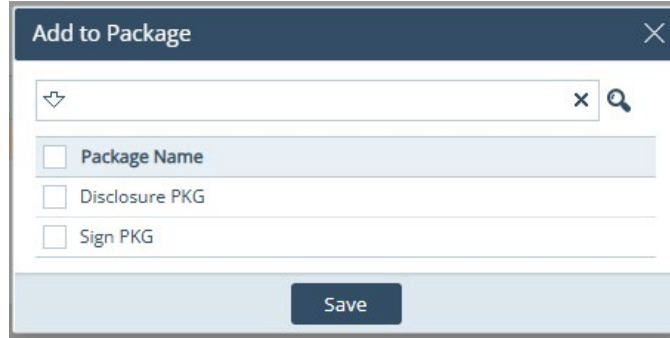 Add to Package
Package Name
Disclosure PKG
Sign PKG
Save